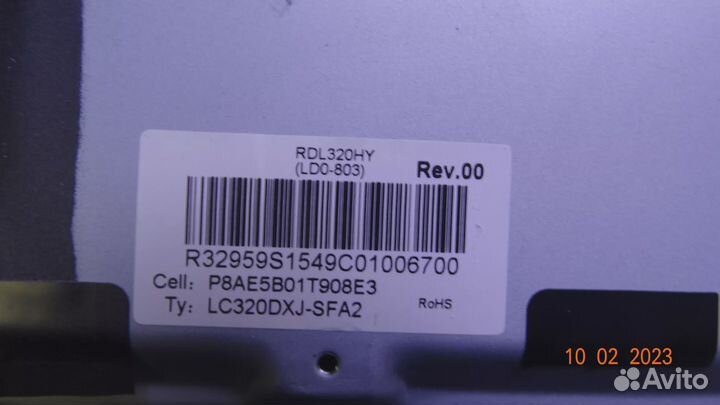 RDL320HY
(LD0-803)
Rev.00
R32959S1549C01006700
Cell: P8AE5B01T908E3
Ty: LC320DXJ-SFA2
RoHS
10 02 2023
Avito